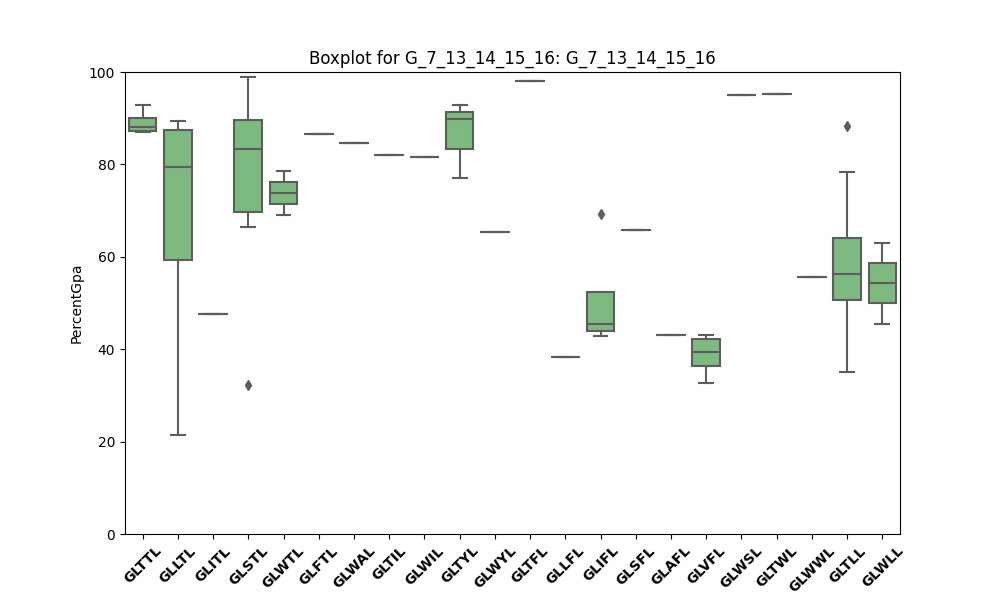 Boxplot for G_7_13_14_15_16: G_7_13_14_15_16
PercentGpa
100
80
60
40
20
0
GLTTL
GLLTL
GLITL
GLSTL
GLWTL
GLFTL
GLWAL
GLTIL
GLWIL
GLTYL
GLWYL
GLTFL
GLLFL
GLIFL
GLSFL
GLAFL
GLVFL
GLWSL
GLTWL
GLWWL
GLTLL
GLWLL